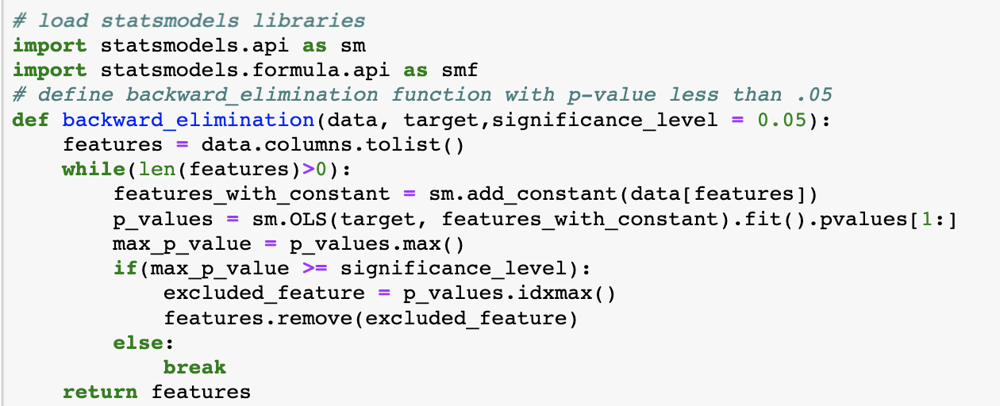 # load statsmodels libraries
import statsmodels.api as sm
import statsmodels.formula.api as smf
# define backward_elimination function with p-value less than .05
def backward_elimination(data, target,significance_level = 0.05):
    features = data.columns.tolist()
    while(len(features)>0):
        features_with_constant = sm.add_constant(data[features])
        p_values = sm.OLS(target, features_with_constant).fit().pvalues[1:]
        max_p_value = p_values.max()
        if(max_p_value >= significance_level):
            excluded_feature = p_values.idxmax()
            features.remove(excluded_feature)
        else:
            break
    return features